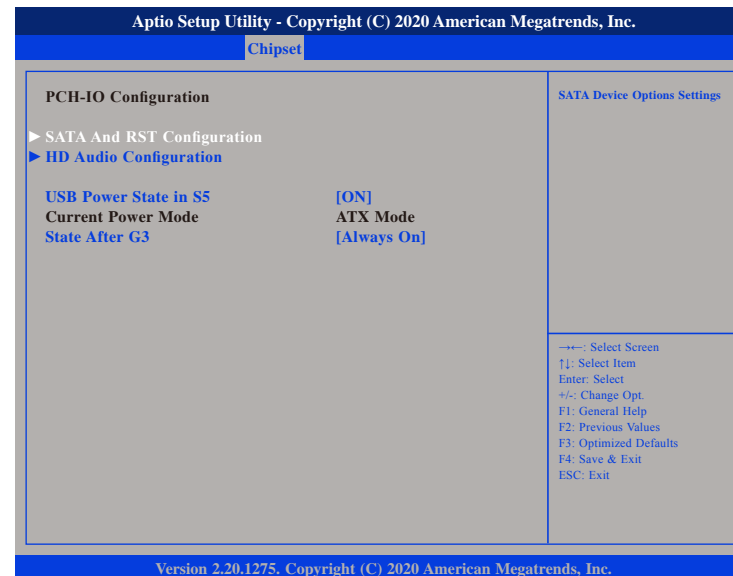 Aptio Setup Utility - Copyright (C) 2020 American Megatrends, Inc.
Chipset
PCH-IO Configuration
► SATA And RST Configuration
► HD Audio Configuration
USB Power State in S5 [ON]
Current Power Mode ATX Mode
State After G3 [Always On]
SATA Device Options Settings
→←: Select Screen
↑↓: Select Item
Enter: Select
+/-: Change Opt.
F1: General Help
F2: Previous Values
F3: Optimized Defaults
F4: Save & Exit
ESC: Exit
Version 2.20.1275. Copyright (C) 2020 American Megatrends, Inc.